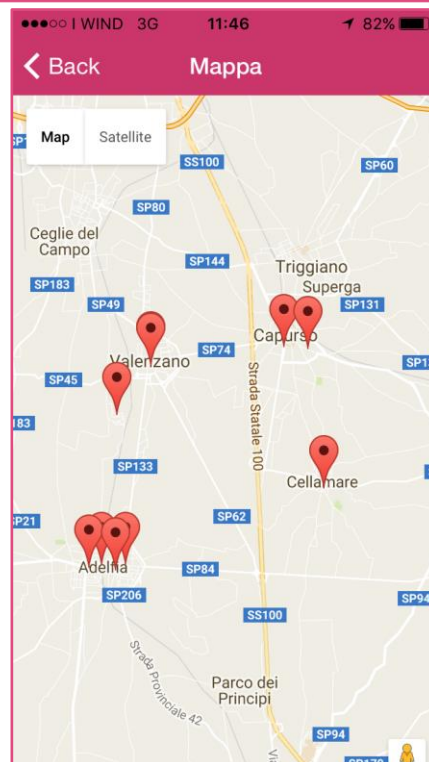 WIND 3G 11:46 82%
Back Mappa
Map Satellite
SS100
SP60
SP80
Ceglie del
Campo
SP144
Triggiano
SP183
Superga
SP49
SP131
Capurso
SP74
Valenzano
SP45
Strada Statale 100
SP133
Cellamare
SP21
SP62
Adelfia
SP84
SP206
SP94
SS100
Strada Provinciale 42
Parco dei
Principi
SP94